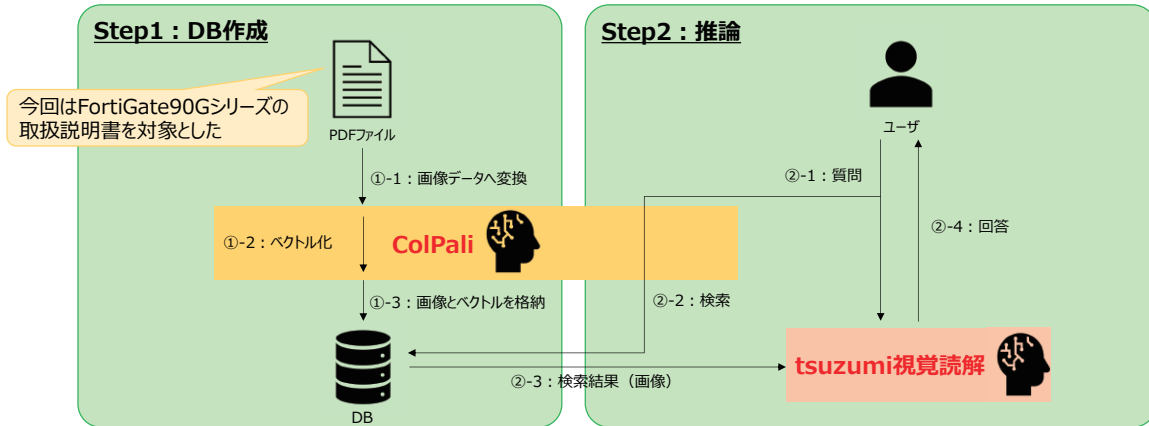 Step1：DB作成
今回はFortiGate90Gシリーズの
取扱説明書を対象とした
PDFファイル
①-1：画像データへ変換
①-2：ベクトル化
ColPali
①-3：画像とベクトルを格納
DB
Step2：推論
ユーザ
②-1：質問
②-4：回答
②-2：検索
②-3：検索結果（画像）
tsuzumi視覚読解